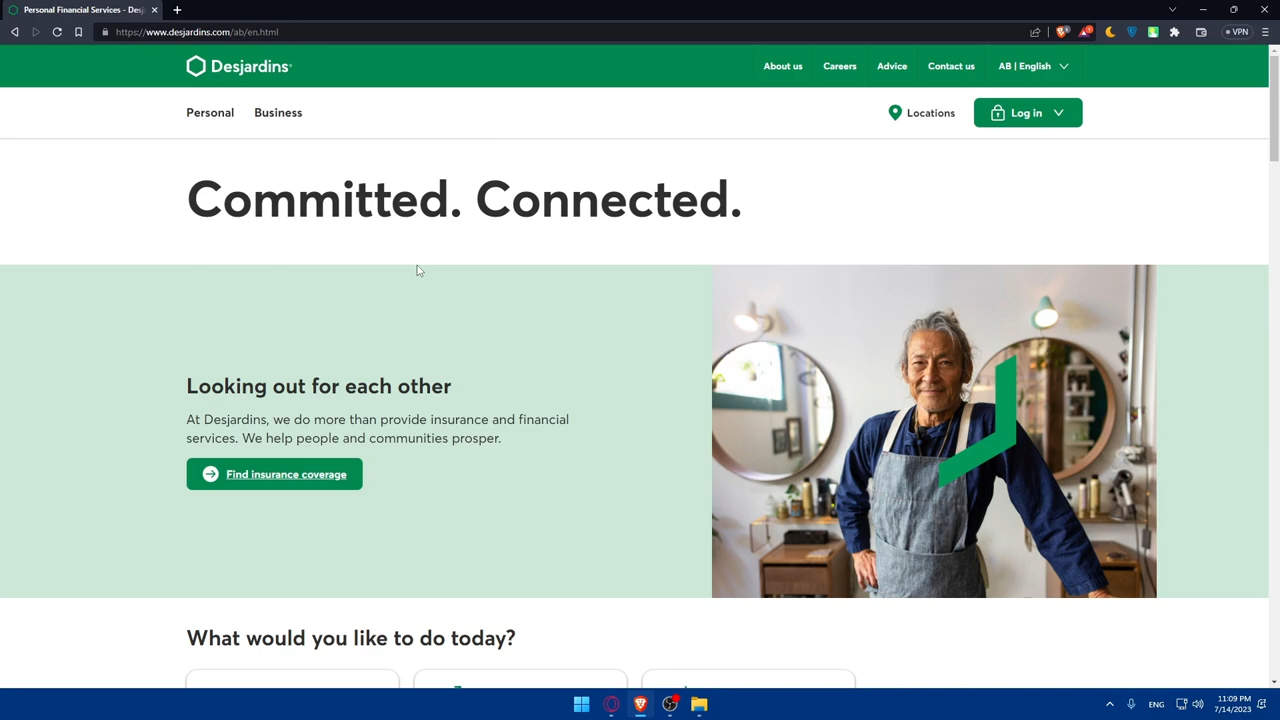 Personal Financial Services - Desj
https://www.desjardins.com/ab/en.html
VPN
Desjardins
About us
Careers
Advice
Contact us
AB | English
Personal
Business
Locations
Log in
Committed. Connected.
Looking out for each other
At Desjardins, we do more than provide insurance and financial
services. We help people and communities prosper.
Find insurance coverage
What would you like to do today?
ENG
11:09 PM
7/14/2023